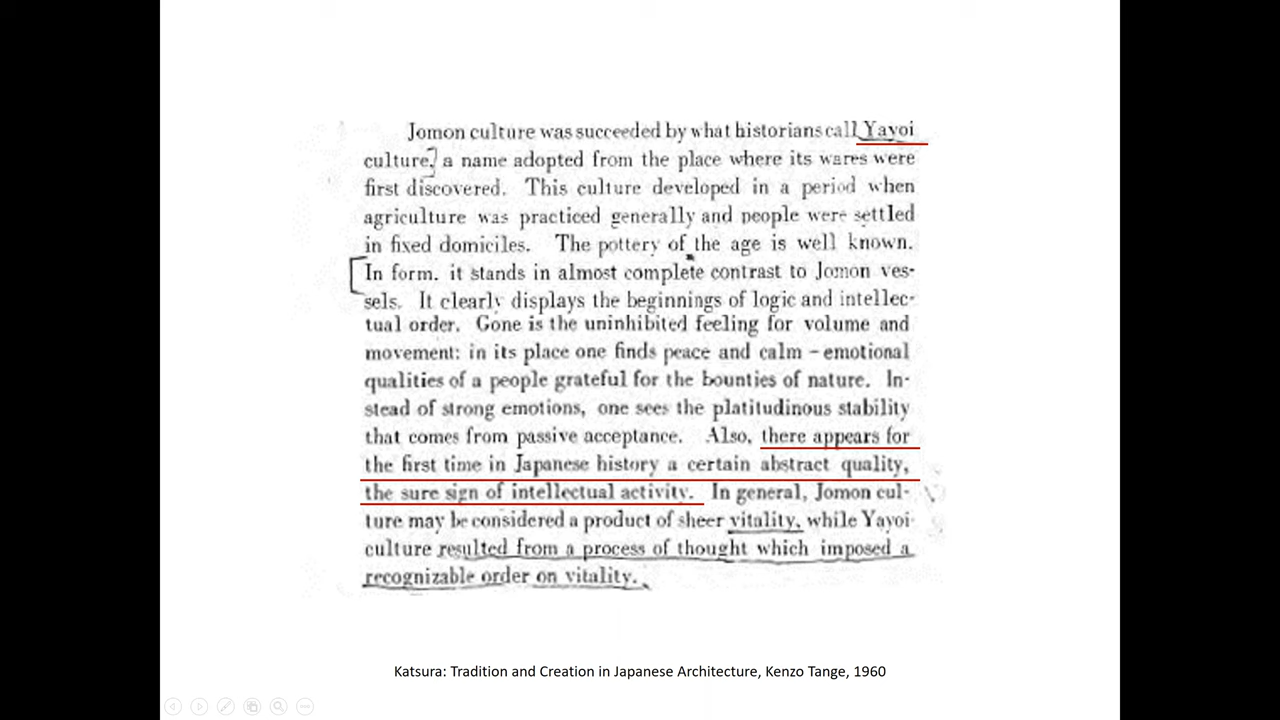 Jomon culture was succeeded by what historians call Yayoi
culture, a name adopted from the place where its wares were
first discovered. This culture developed in a period when
agriculture was practiced generally and people were settled
in fixed domiciles. The pottery of the age is well known.
In form, it stands in almost complete contrast to Jomon ves-
sels. It clearly displays the beginnings of logic and intellec-
tual order. Gone is the uninhibited feeling for volume and
movement: in its place one finds peace and calm – emotional
qualities of a people grateful for the bounties of nature. In-
stead of strong emotions, one sees the platitudinous stability
that comes from passive acceptance. Also, there appears for
the first time in Japanese history a certain abstract quality,
the sure sign of intellectual activity. In general, Jomon cul-
ture may be considered a product of sheer vitality, while Yayoi
culture resulted from a process of thought which imposed a
recognizable order on vitality.
Katsura: Tradition and Creation in Japanese Architecture, Kenzo Tange, 1960